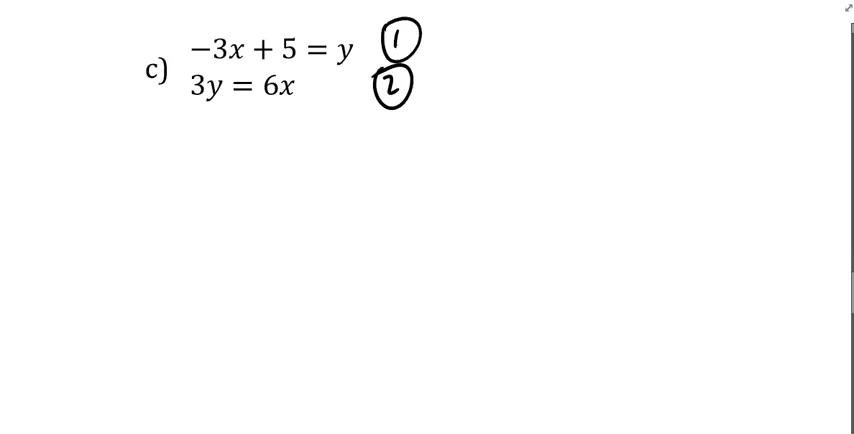 c)
−3x + 5 = y ①
3y = 6x ②